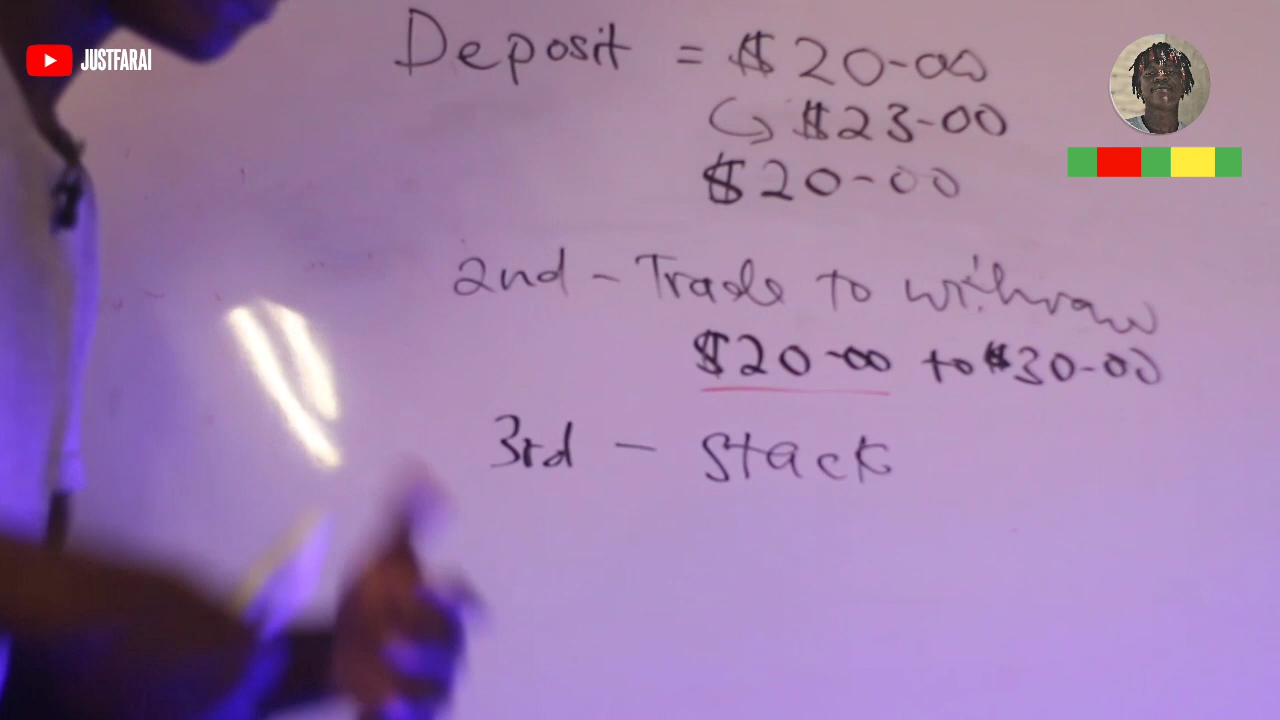 JUSTFARAI
Deposit = $20-00
$23-00
$20-00
2nd - Trade to withraw
$20-00 to $30-00
3rd - Stack